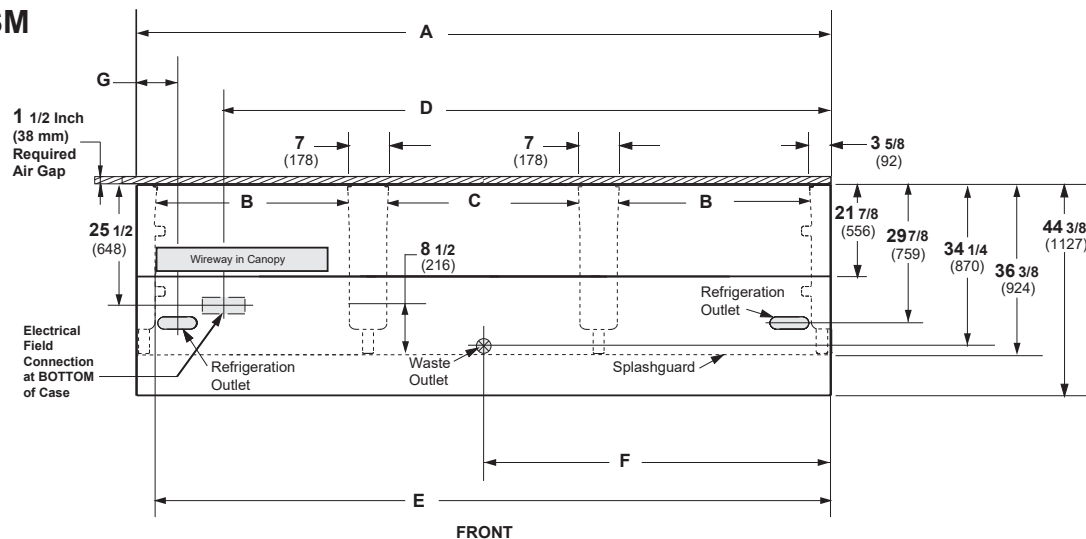 SM
A
G
D
1 1/2 Inch
(38 mm)
Required
Air Gap
7
(178)
7
(178)
3 5/8
(92)
B
C
B
25 1/2
(648)
Wireway in Canopy
8 1/2
(216)
21 7/8
(556)
29 7/8
(759)
34 1/4
(870)
36 3/8
(924)
44 3/8
(1127)
Refrigeration
Outlet
Electrical
Field
Connection
at BOTTOM
of Case
Refrigeration
Outlet
Waste
Outlet
Splashguard
F
E
FRONT